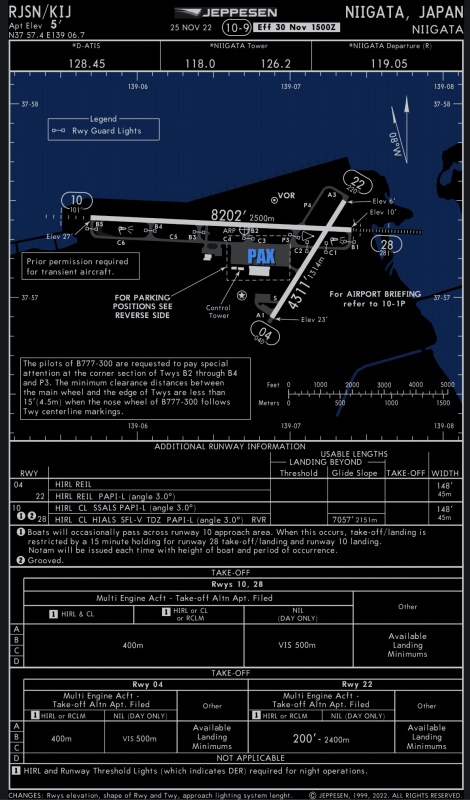 RJSN/KIJ
Apt Elev 5'
N37 57.4 E139 06.7
JEPPESEN
25 NOV 22 10-9 Eff 30 Nov 1500Z
NIIGATA, JAPAN
NIIGATA
*D-ATIS
128.45
*NIIGATA Tower
118.0 126.2
*NIIGATA Departure (R)
119.05
139-06 139-07 139-08
37-58 37-58
Legend
Rwy Guard Lights
08°W
VOR
22
220°
A3
P4
Elev 6'
Elev 10'
10
101°
8202' 2500m
28
281°
Elev 27'
B5
B4
C6
C5
B3
ARP
B2
C4
C3
P3
C2
C1
B1
PAX
4311' 1314m
Prior permission required
for transient aircraft.
37-57 37-57
FOR PARKING
POSITIONS SEE
REVERSE SIDE
Control
Tower
S
A1
Elev 23'
04
040°
For AIRPORT BRIEFING
refer to 10-1P
The pilots of B777-300 are requested to pay special
attention at the corner section of Twys B2 through B4
and P3. The minimum clearance distances between
the main wheel and the edge of Twys are less than
15'(4.5m) when the nose wheel of B777-300 follows
Twy centerline markings.
Feet 0 1000 2000 3000 4000 5000
Meters 0 500 1000 1500
139-06 139-07 139-08
ADDITIONAL RUNWAY INFORMATION
USABLE LENGTHS
LANDING BEYOND
RWY Threshold Glide Slope TAKE-OFF WIDTH
04 HIRL REIL 148'
22 HIRL REIL PAPI-L (angle 3.0°) 45m
10 HIRL CL SSALS PAPI-L (angle 3.0°) 148'
1 2 28 HIRL CL HIALS SFL-V TDZ PAPI-L (angle 3.0°) RVR 7057' 2151m 45m
1 Boats will occasionally pass across runway 10 approach area. When this occurs, take-off/landing is
restricted by a 15 minute holding for runway 28 take-off/landing and runway 10 landing.
Notam will be issued each time with height of boat and period of occurrence.
2 Grooved.
TAKE-OFF
Rwys 10, 28
Multi Engine Acft - Take-off Altn Apt. Filed
Other
1 HIRL & CL
1 HIRL or CL
or RCLM
NIL
(DAY ONLY)
A
B
C
D
400m
VIS 500m
Available
Landing
Minimums
TAKE-OFF
Rwy 04 Rwy 22
Multi Engine Acft -
Take-off Altn Apt. Filed
Other
Multi Engine Acft -
Take-off Altn Apt. Filed
Other
1 HIRL or RCLM NIL (DAY ONLY) 1 HIRL or RCLM NIL (DAY ONLY)
A
B
C
400m
VIS 500m
Available
Landing
Minimums
200'- 2400m
Available
Landing
Minimums
D NOT APPLICABLE
1 HIRL and Runway Threshold Lights (which indicates DER) required for night operations.
CHANGES: Rwys elevation, shape of Rwy and Twy, approach lighting system lenght.
© JEPPESEN, 1999, 2022. ALL RIGHTS RESERVED.